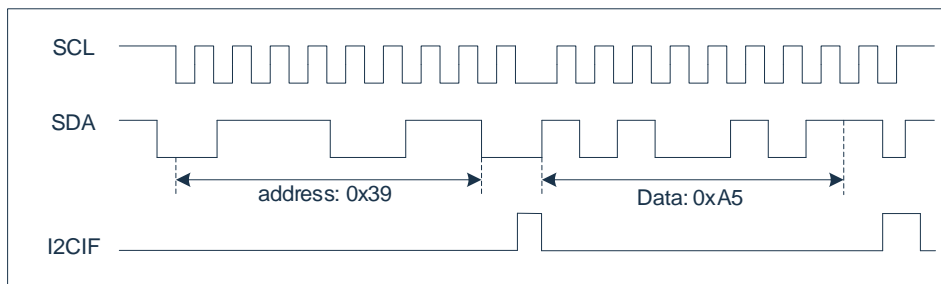 SCL
SDA
address: 0x39
Data: 0xA5
I2CIF